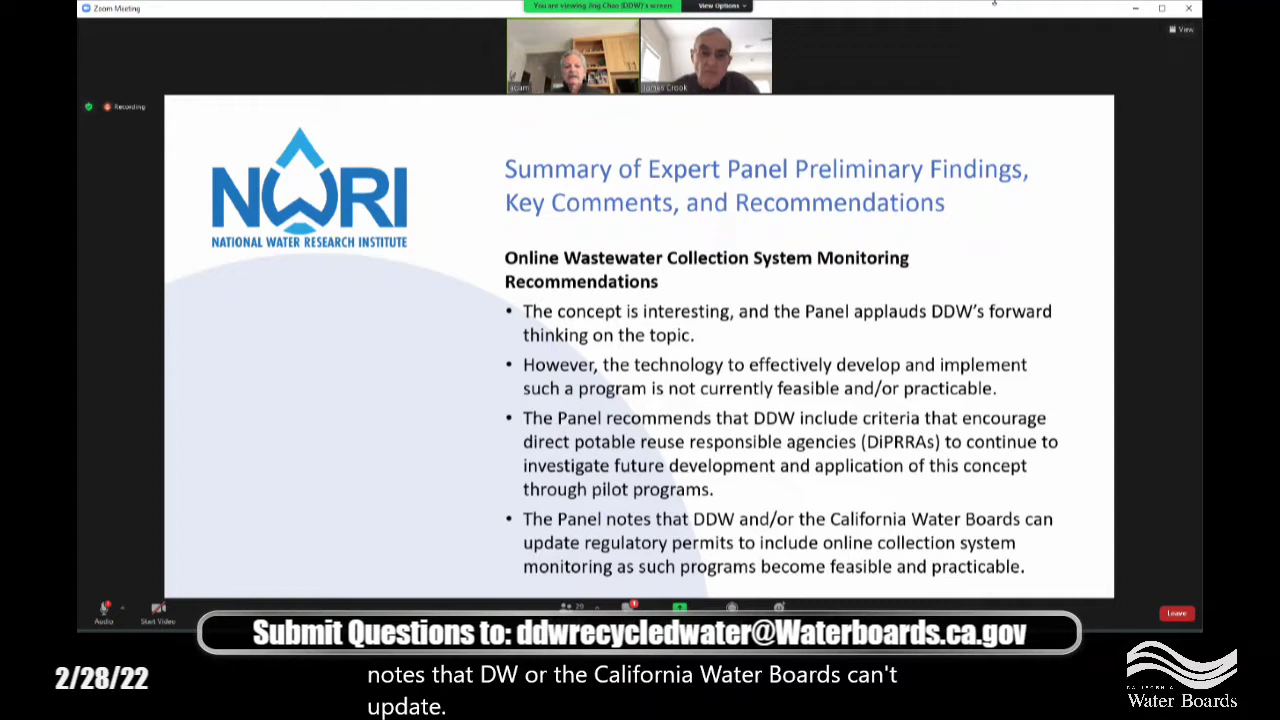 Zoom Meeting
You are viewing Jing Chao (DDW)'s screen
View Options
View
Recording
adam
James Crook
NWRI
NATIONAL WATER RESEARCH INSTITUTE
Summary of Expert Panel Preliminary Findings,
Key Comments, and Recommendations
Online Wastewater Collection System Monitoring
Recommendations
• The concept is interesting, and the Panel applauds DDW's forward
thinking on the topic.
• However, the technology to effectively develop and implement
such a program is not currently feasible and/or practicable.
• The Panel recommends that DDW include criteria that encourage
direct potable reuse responsible agencies (DiPRRAs) to continue to
investigate future development and application of this concept
through pilot programs.
• The Panel notes that DDW and/or the California Water Boards can
update regulatory permits to include online collection system
monitoring as such programs become feasible and practicable.
Audio
Start Video
Leave
Submit Questions to: ddwrecycledwater@Waterboards.ca.gov
2/28/22
notes that DW or the California Water Boards can't
update.
CALIFORNIA
Water Boards